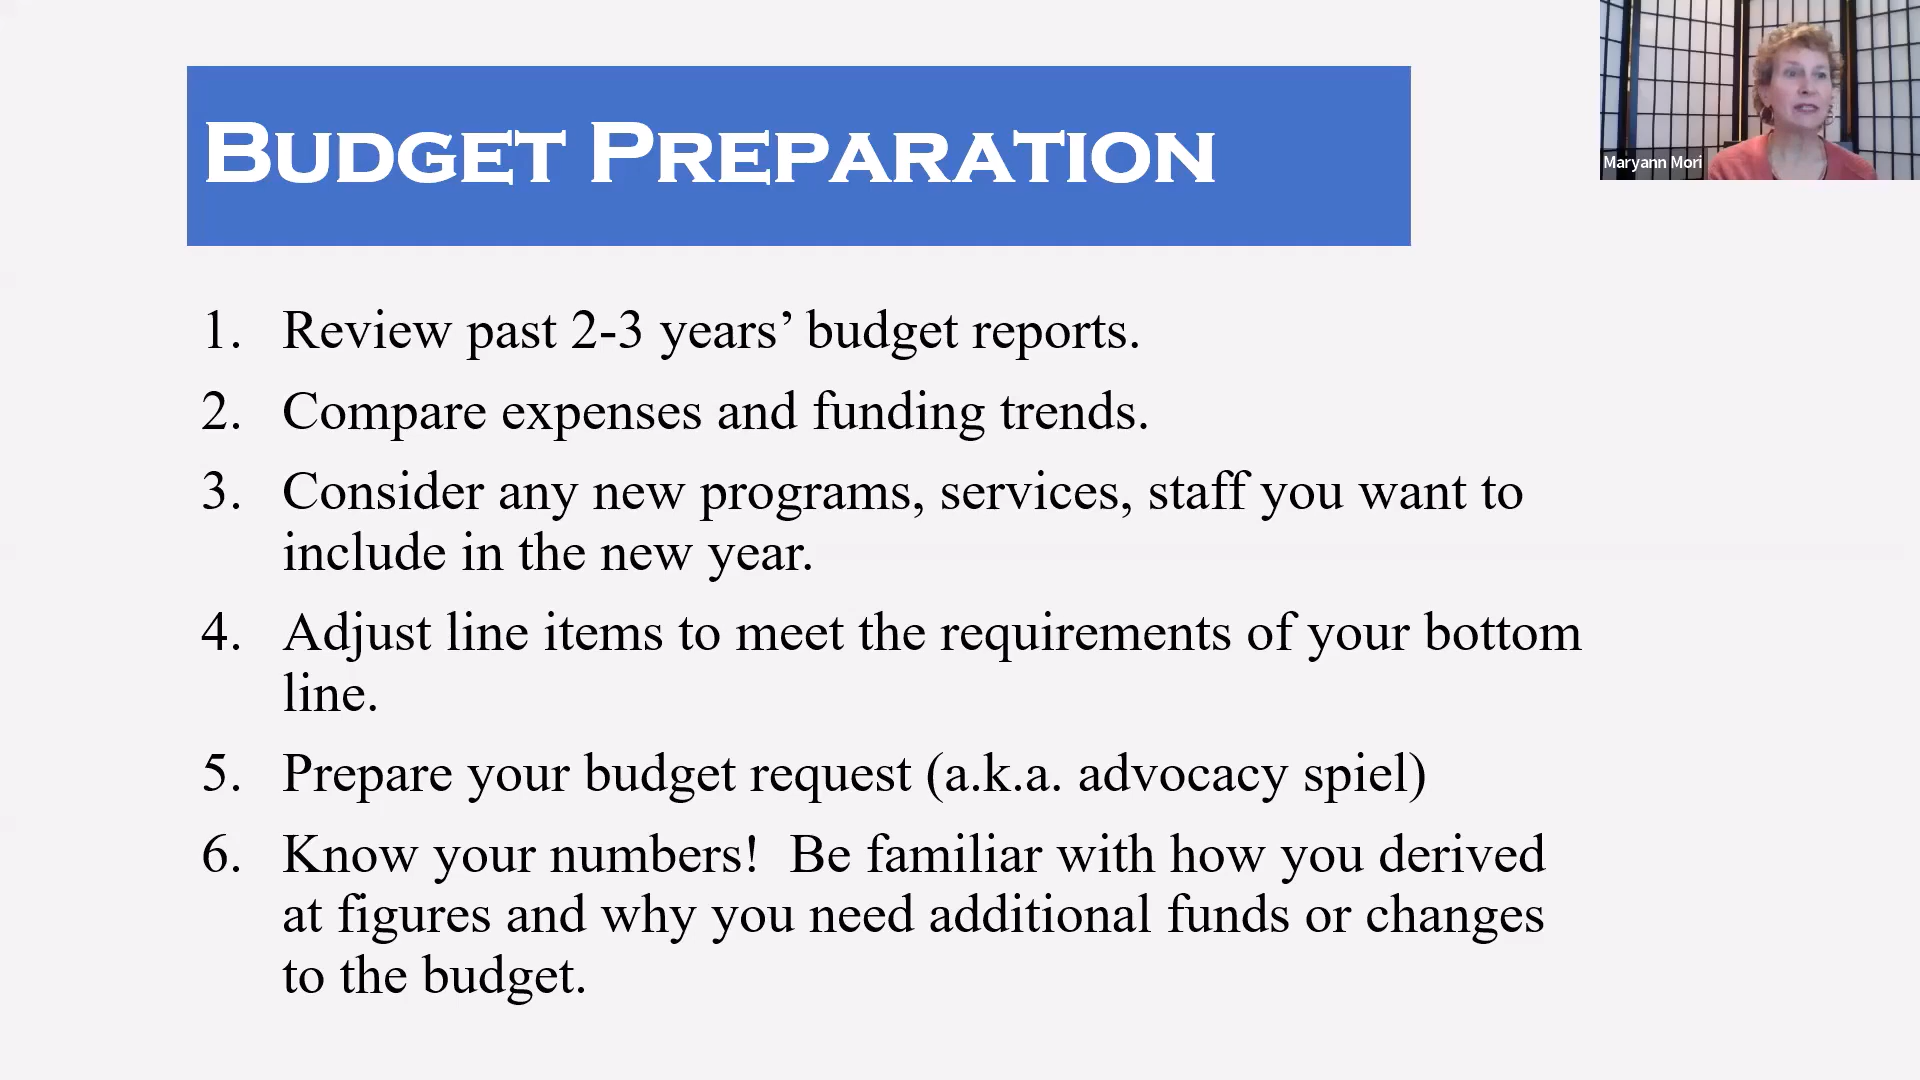 BUDGET PREPARATION
Maryann Mori
1. Review past 2-3 years’ budget reports.
2. Compare expenses and funding trends.
3. Consider any new programs, services, staff you want to
include in the new year.
4. Adjust line items to meet the requirements of your bottom
line.
5. Prepare your budget request (a.k.a. advocacy spiel)
6. Know your numbers!  Be familiar with how you derived
at figures and why you need additional funds or changes
to the budget.